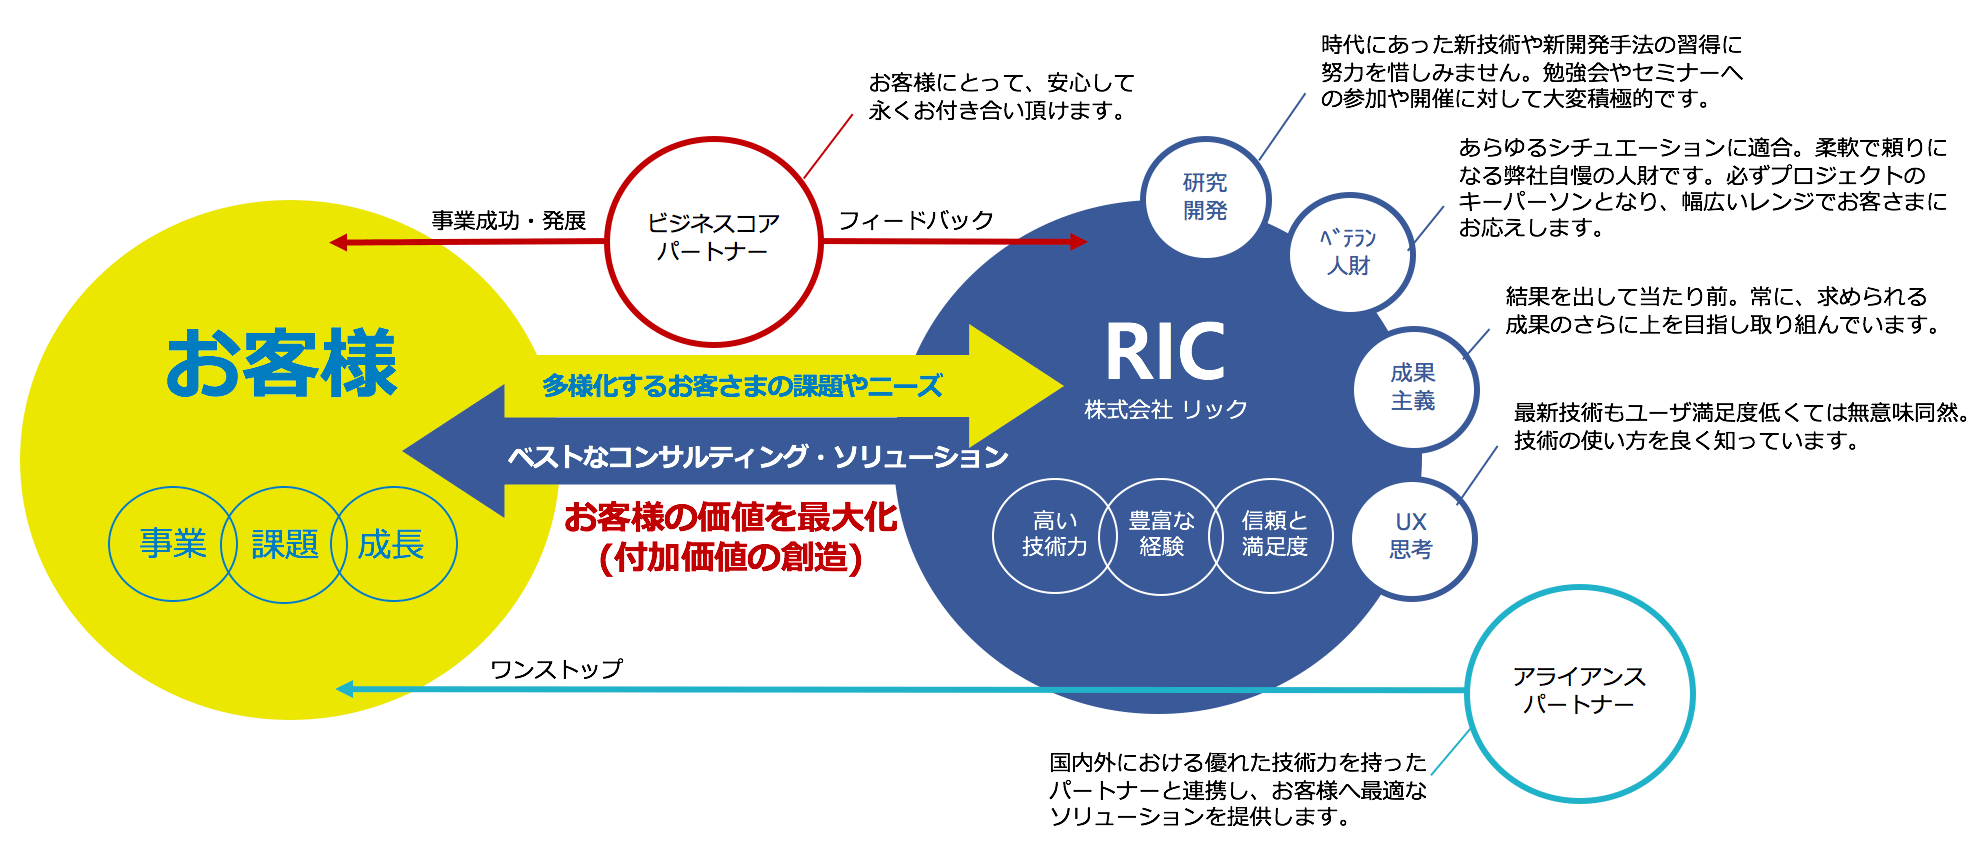 時代にあった新技術や新開発手法の習得に
努力を惜しみません。勉強会やセミナーへ
の参加や開催に対して大変積極的です。
お客様にとって、安心して
永くお付き合い頂けます。
あらゆるシチュエーションに適合。柔軟で頼りに
なる弊社自慢の人財です。必ずプロジェクトの
キーパーソンとなり、幅広いレンジでお客さまに
お応えします。
研究
開発
事業成功・発展
ビジネスコア
パートナー
フィードバック
ﾍﾞﾃﾗﾝ
人財
結果を出して当たり前。常に、求められる
成果のさらに上を目指し取り組んでいます。
お客様
RIC
株式会社 リック
多様化するお客さまの課題やニーズ
成果
主義
最新技術もユーザ満足度低くては無意味同然。
技術の使い方を良く知っています。
ベストなコンサルティング・ソリューション
お客様の価値を最大化
(付加価値の創造)
事業
課題
成長
高い
技術力
豊富な
経験
信頼と
満足度
UX
思考
ワンストップ
アライアンス
パートナー
国内外における優れた技術力を持った
パートナーと連携し、お客様へ最適な
ソリューションを提供します。